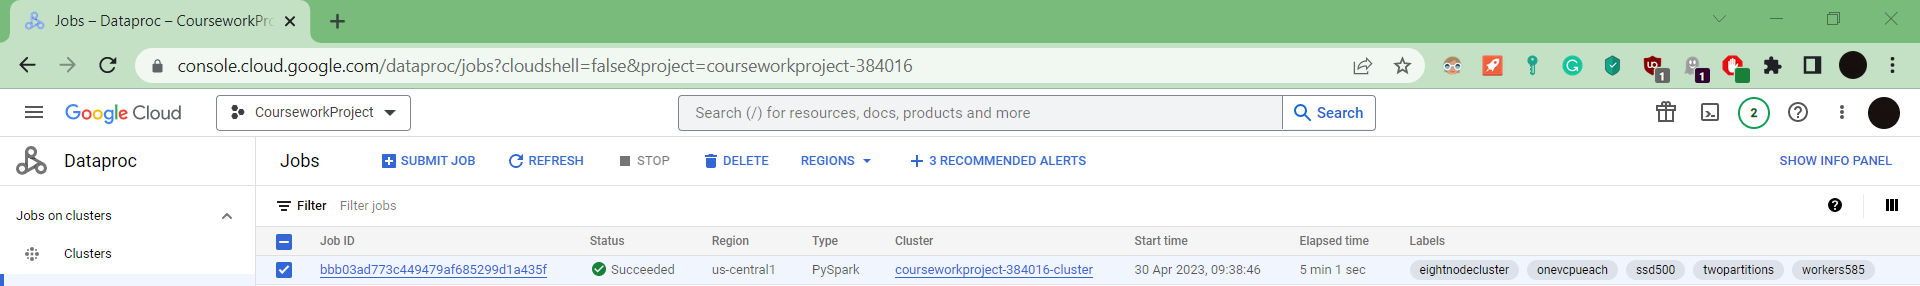 Jobs – Dataproc – CourseworkPro
console.cloud.google.com/dataproc/jobs?cloudshell=false&project=courseworkproject-384016
1 1
Google Cloud CourseworkProject Search (/) for resources, docs, products and more Search 2
Dataproc Jobs SUBMIT JOB REFRESH STOP DELETE REGIONS 3 RECOMMENDED ALERTS SHOW INFO PANEL
Jobs on clusters Filter Filter jobs
Clusters
Job ID Status Region Type Cluster Start time Elapsed time Labels
bbb03ad773c449479af685299d1a435f Succeeded us-central1 PySpark courseworkproject-384016-cluster 30 Apr 2023, 09:38:46 5 min 1 sec eightnodecluster onevcpueach ssd500 twopartitions workers585